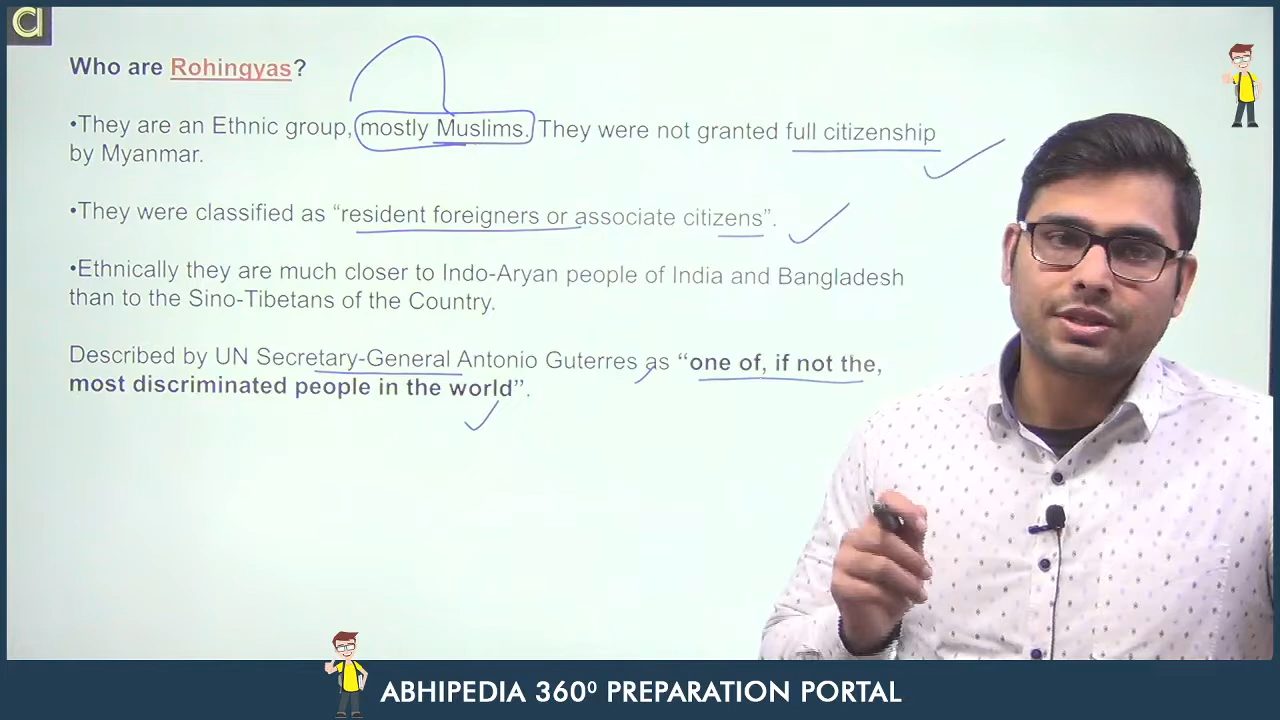 a
Who are Rohingyas?
•They are an Ethnic group, mostly Muslims. They were not granted full citizenship
by Myanmar.
•They were classified as “resident foreigners or associate citizens”.
•Ethnically they are much closer to Indo-Aryan people of India and Bangladesh
than to the Sino-Tibetans of the Country.
Described by UN Secretary-General Antonio Guterres as “one of, if not the,
most discriminated people in the world”.
ABHIPEDIA 360⁰ PREPARATION PORTAL